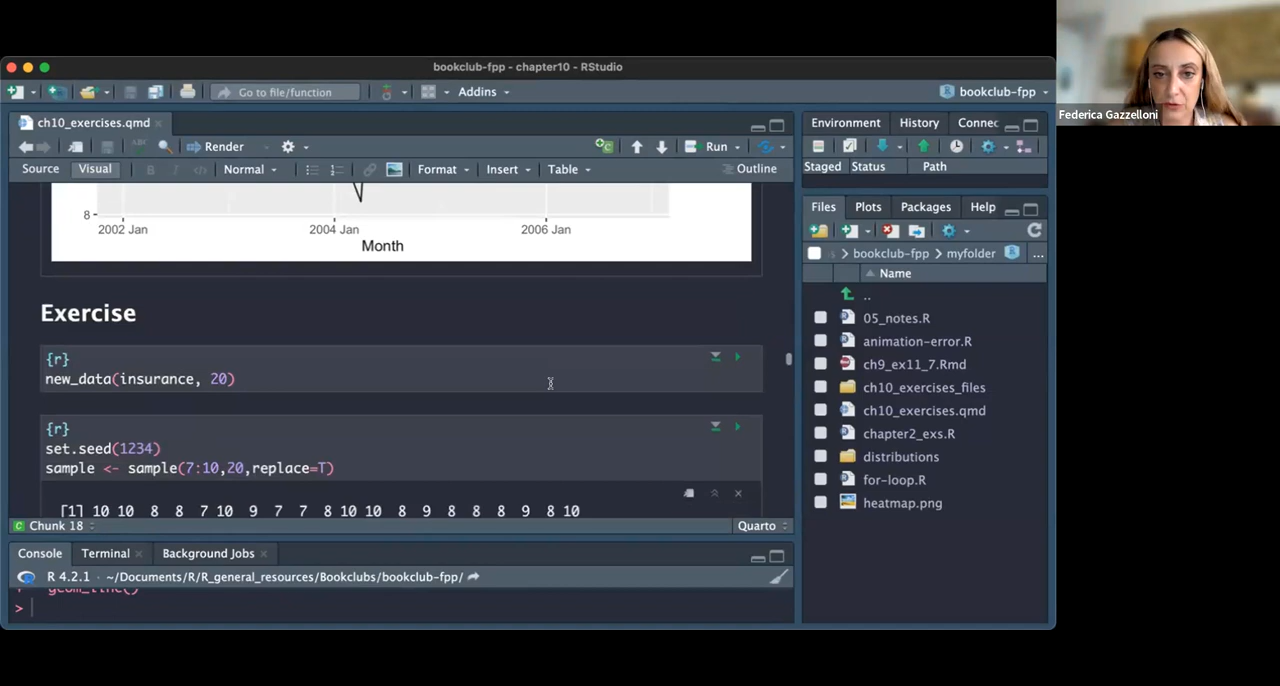 bookclub-fpp - chapter10 - RStudio
Go to file/function
Addins
bookclub-fpp
ch10_exercises.qmd
Render
Run
Source
Visual
Normal
Format
Insert
Table
Outline
8
2002 Jan
2004 Jan
2006 Jan
Month
Exercise
{r}
new_data(insurance, 20)
{r}
set.seed(1234)
sample <- sample(7:10,20,replace=T)
[1] 10 10 8 8 7 10 9 7 7 8 10 10 8 9 8 8 8 9 8 10
Chunk 18
Quarto
Console
Terminal
Background Jobs
R 4.2.1 · ~/Documents/R/R_general_resources/Bookclubs/bookclub-fpp/
+ geom_line()
>
Environment
History
Connec
Staged
Status
Path
Files
Plots
Packages
Help
bookclub-fpp
myfolder
...
Name
..
05_notes.R
animation-error.R
ch9_ex11_7.Rmd
ch10_exercises_files
ch10_exercises.qmd
chapter2_exs.R
distributions
for-loop.R
heatmap.png
Federica Gazzelloni